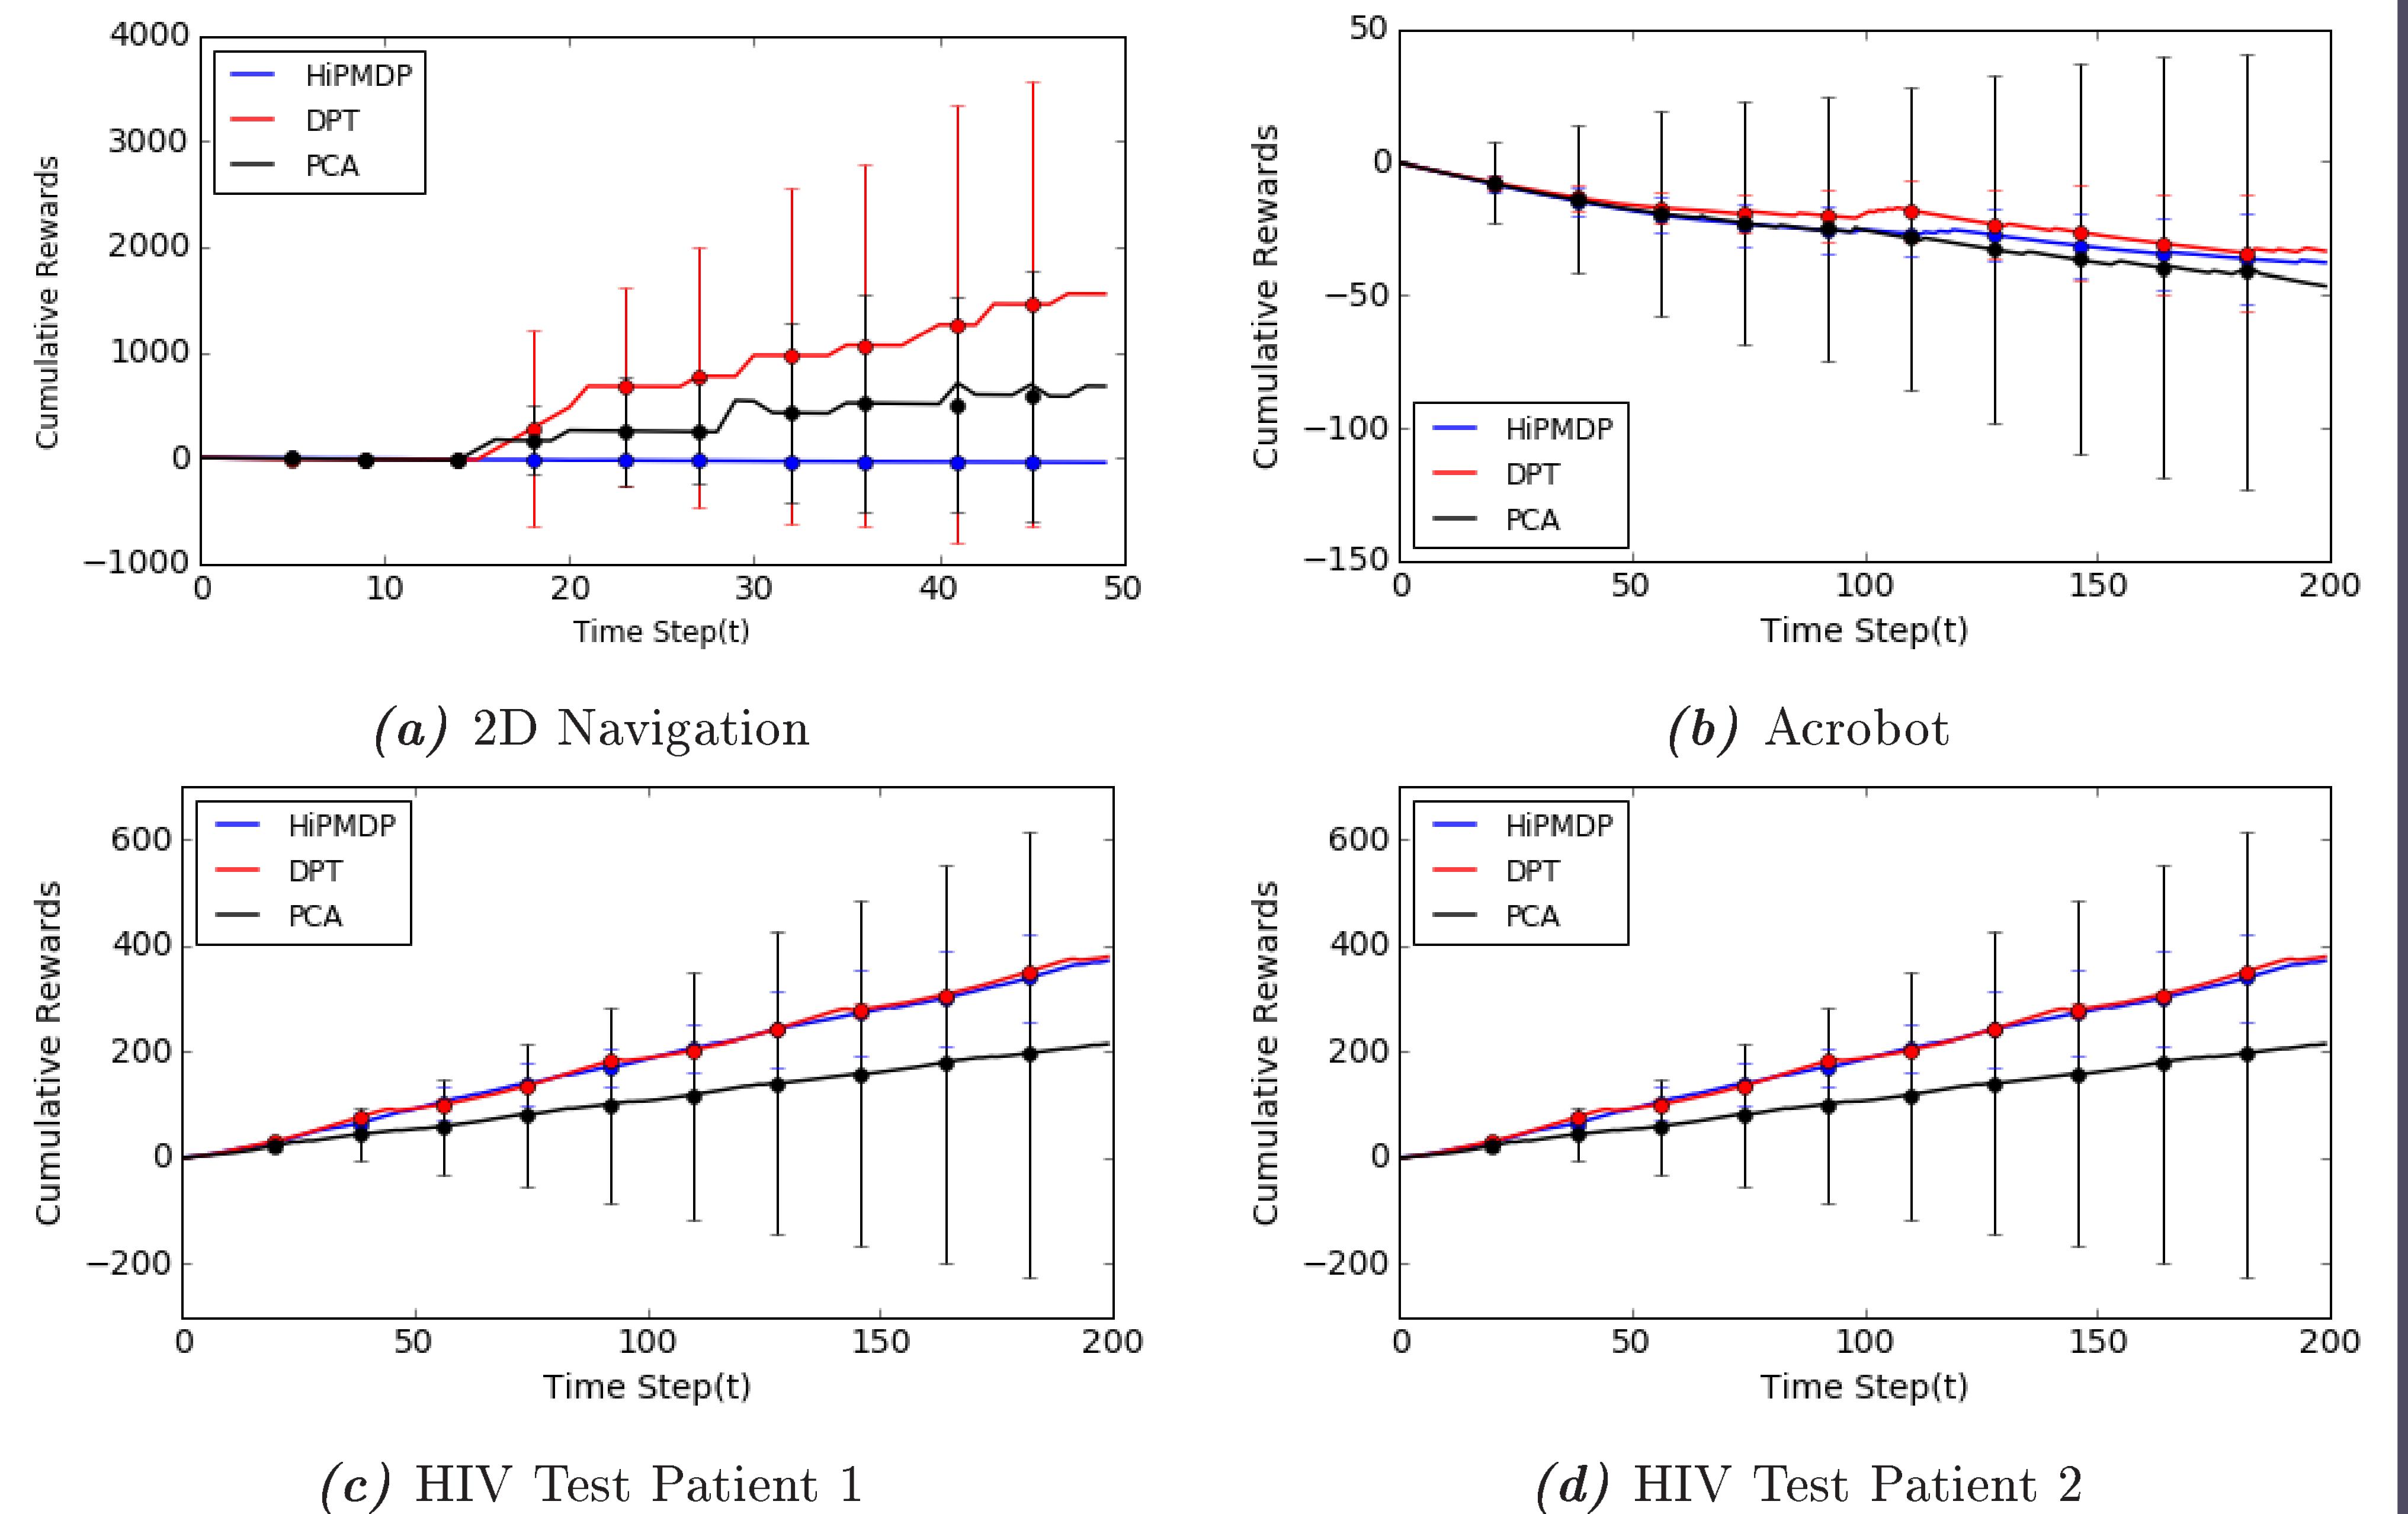 4000
3000
2000
1000
0
−1000
Cumulative Rewards
HiPMDP
DPT
PCA
0 10 20 30 40 50
Time Step(t)
(a) 2D Navigation
50
0
−50
−100
−150
Cumulative Rewards
HiPMDP
DPT
PCA
0 50 100 150 200
Time Step(t)
(b) Acrobot
600
400
200
0
−200
Cumulative Rewards
HiPMDP
DPT
PCA
0 50 100 150 200
Time Step(t)
(c) HIV Test Patient 1
600
400
200
0
−200
Cumulative Rewards
HiPMDP
DPT
PCA
0 50 100 150 200
Time Step(t)
(d) HIV Test Patient 2